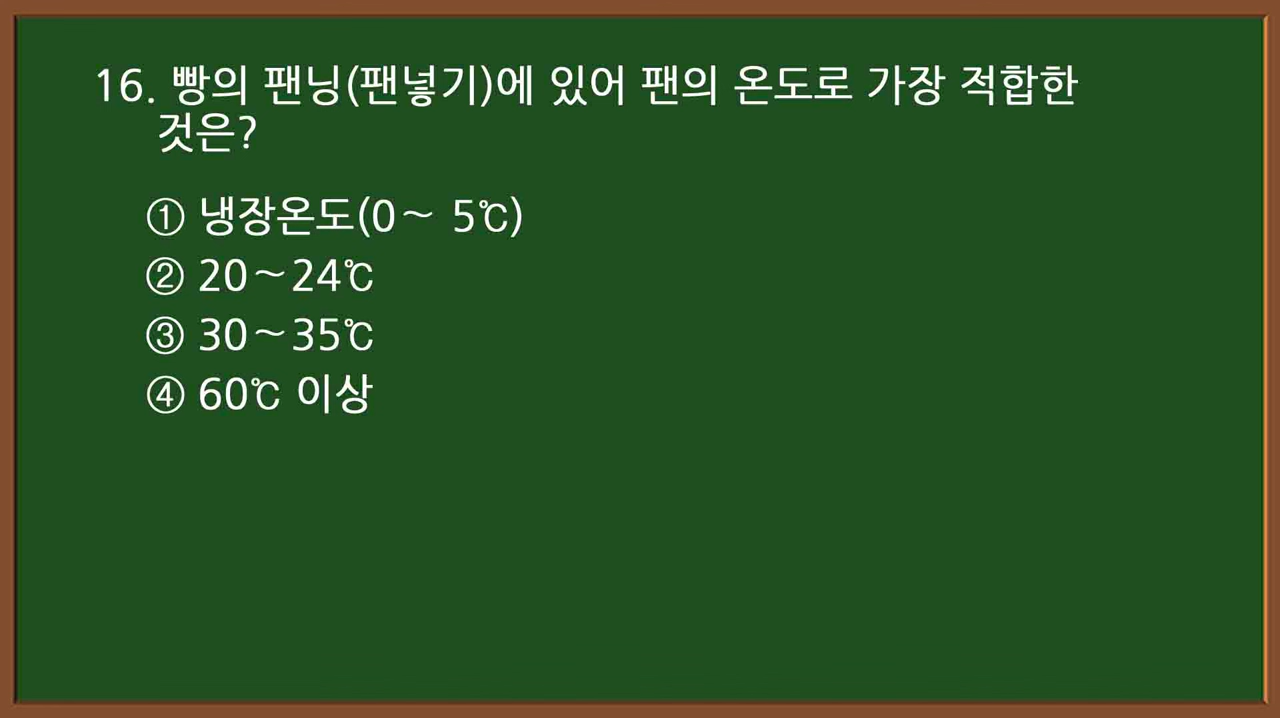 16. 빵의 팬닝(팬넣기)에 있어 팬의 온도로 가장 적합한
것은?
① 냉장온도(0～ 5℃)
② 20～24℃
③ 30～35℃
④ 60℃ 이상